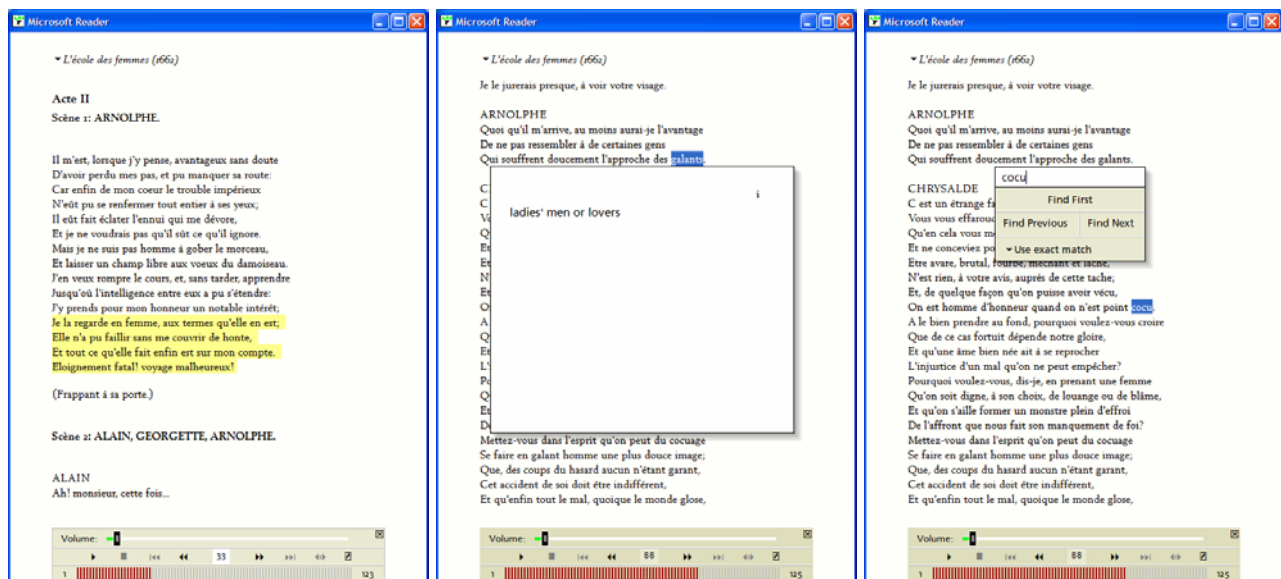 Microsoft Reader
L'école des femmes (1662)
Acte II
Scène 1: ARNOLPHE.
Il m'est, lorsque j'y pense, avantageux sans doute
D'avoir perdu mes pas, et pu manquer sa route:
Car enfin de mon coeur le trouble impérieux
N'eût pu se renfermer tout entier à ses yeux;
Il eût fait éclater l'ennui qui me dévore,
Et je ne voudrais pas qu'il sût ce qu'il ignore.
Mais je ne suis pas homme à gober le morceau,
Et laisser un champ libre aux voeux du damoiseau.
J'en veux rompre le cours, et, sans tarder, apprendre
Jusqu'où l'intelligence entre eux a pu s'étendre:
J'y prends pour mon honneur un notable intérêt;
Je la regarde en femme, aux termes qu'elle en est;
Elle n'a pu faillir sans me couvrir de honte,
Et tout ce qu'elle fait enfin est sur mon compte.
Eloignement fatal! voyage malheureux!
(Frappant à sa porte.)
Scène 2: ALAIN, GEORGETTE, ARNOLPHE.
ALAIN
Ah! monsieur, cette fois...
Volume:
33
1 123
Microsoft Reader
L'école des femmes (1662)
Je le jurerais presque, à voir votre visage.
ARNOLPHE
Quoi qu'il m'arrive, au moins aurai-je l'avantage
De ne pas ressembler à de certaines gens
Qui souffrent doucement l'approche des galants.
C
C
Vo
Q
Et
Et
N'
Et
O
A
Q
Et
L'
Po
Q
Et
D
i
ladies' men or lovers
Mettez-vous dans l'esprit qu'on peut du cocuage
Se faire en galant homme une plus douce image;
Que, des coups du hasard aucun n'étant garant,
Cet accident de soi doit être indifférent,
Et qu'enfin tout le mal, quoique le monde glose,
Volume:
88
1 125
Microsoft Reader
L'école des femmes (1662)
Je le jurerais presque, à voir votre visage.
ARNOLPHE
Quoi qu'il m'arrive, au moins aurai-je l'avantage
De ne pas ressembler à de certaines gens
Qui souffrent doucement l'approche des galants.
cocu
Find First
Find Previous Find Next
Use exact match
CHRYSALDE
C est un étrange fa
Vous vous effarouc
Qu'en cela vous m
Et ne conceviez po
Etre avare, brutal, fourbe, méchant et lâche,
N'est rien, à votre avis, auprès de cette tache;
Et, de quelque façon qu'on puisse avoir vécu,
On est homme d'honneur quand on n'est point cocu.
A le bien prendre au fond, pourquoi voulez-vous croire
Que de ce cas fortuit dépende notre gloire,
Et qu'une âme bien née ait à se reprocher
L'injustice d'un mal qu'on ne peut empêcher?
Pourquoi voulez-vous, dis-je, en prenant une femme
Qu'on soit digne, à son choix, de louange ou de blâme,
Et qu'on s'aille former un monstre plein d'effroi
De l'affront que nous fait son manquement de foi?
Mettez-vous dans l'esprit qu'on peut du cocuage
Se faire en galant homme une plus douce image;
Que, des coups du hasard aucun n'étant garant,
Cet accident de soi doit être indifférent,
Et qu'enfin tout le mal, quoique le monde glose,
Volume:
88
1 125